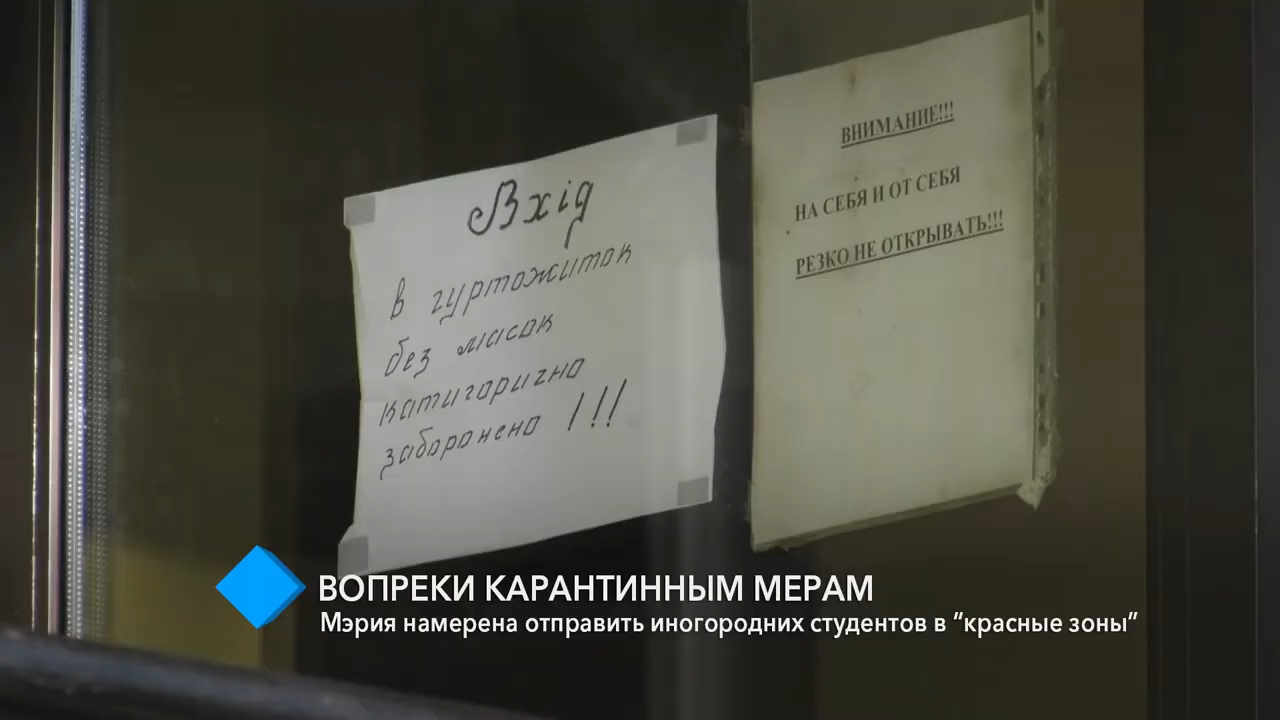 Вхід
в гуртожиток
без масок
катигорично
заборонено !!!
ВНИМАНИЕ!!!
НА СЕБЯ И ОТ СЕБЯ
РЕЗКО НЕ ОТКРЫВАТЬ!!!
ВОПРЕКИ КАРАНТИННЫМ МЕРАМ
Мэрия намерена отправить иногородних студентов в “красные зоны”